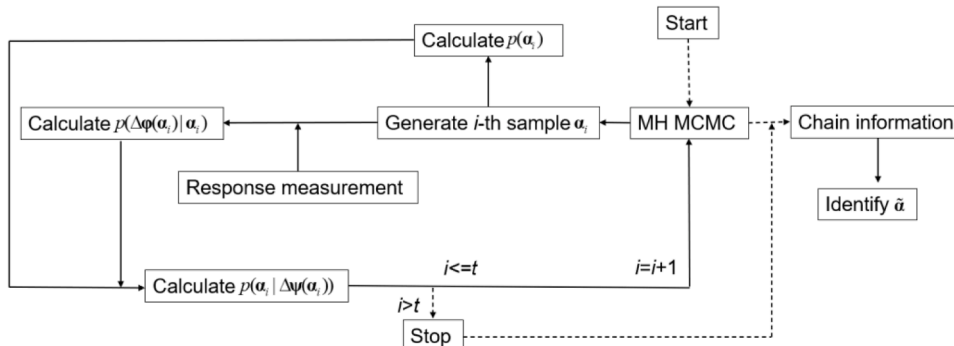 Start
Calculate p(𝛂ᵢ)
Calculate p(Δ𝛗(𝛂ᵢ)|𝛂ᵢ)
Generate i-th sample 𝛂ᵢ
MH MCMC
Chain information
Response measurement
Identify 𝛂̃
i<=t
i=i+1
Calculate p(𝛂ᵢ|Δ𝛙(𝛂ᵢ))
i>t
Stop